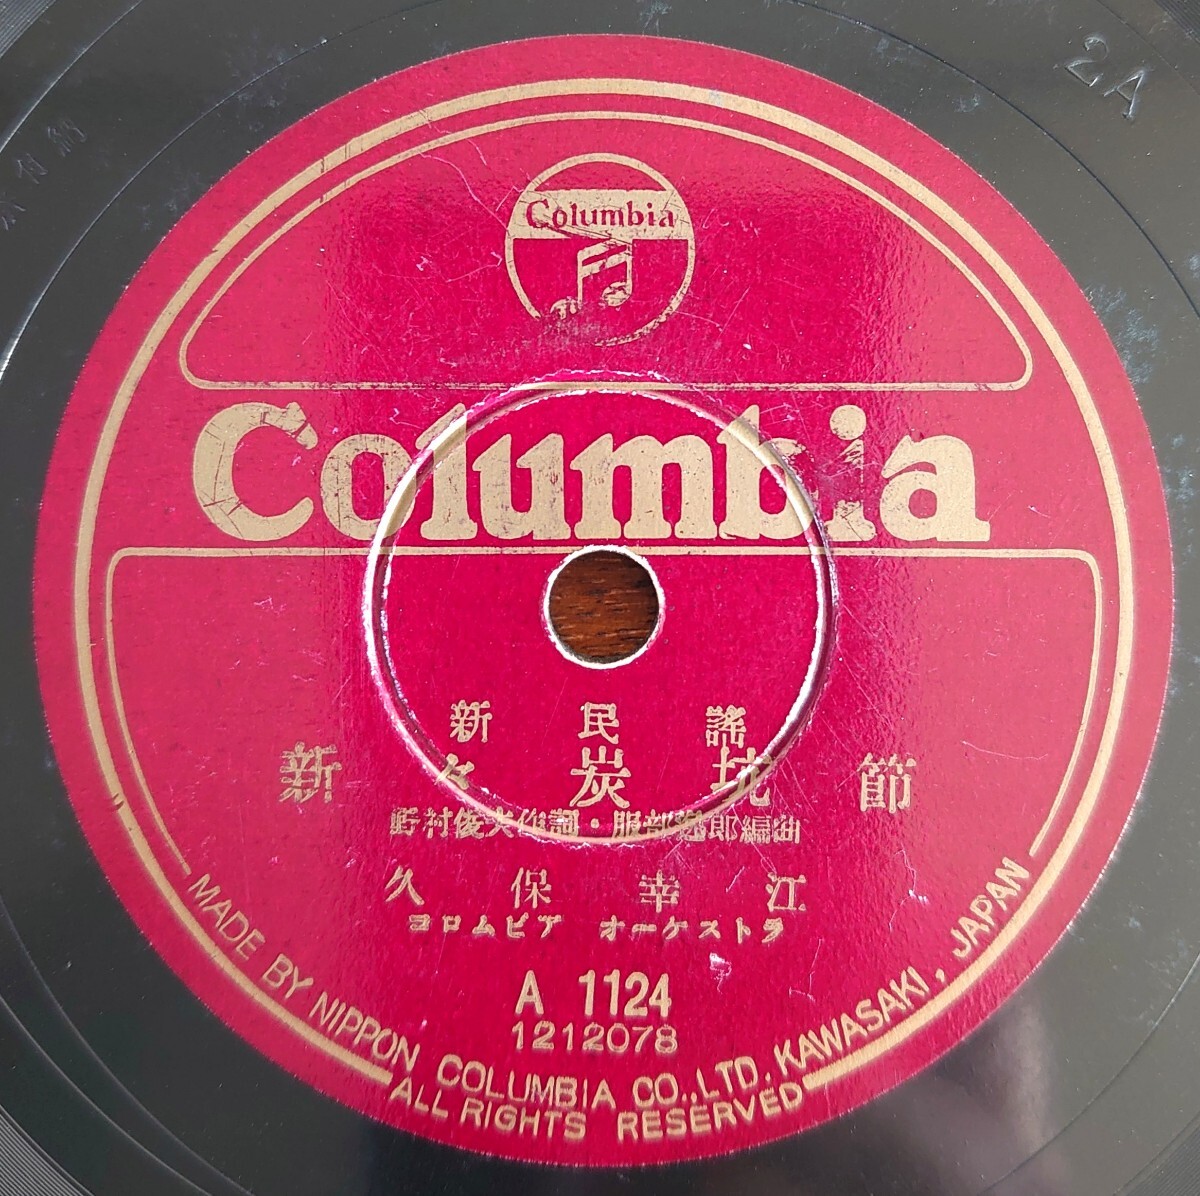 2A
Columbia
Columbia
新民謠
新々炭坑節
野村俊夫作詞・服部逸郎編曲
久保幸江
コロムビア オーケストラ
A 1124
1212078
MADE BY NIPPON COLUMBIA CO.,LTD. KAWASAKI, JAPAN
ALL RIGHTS RESERVED